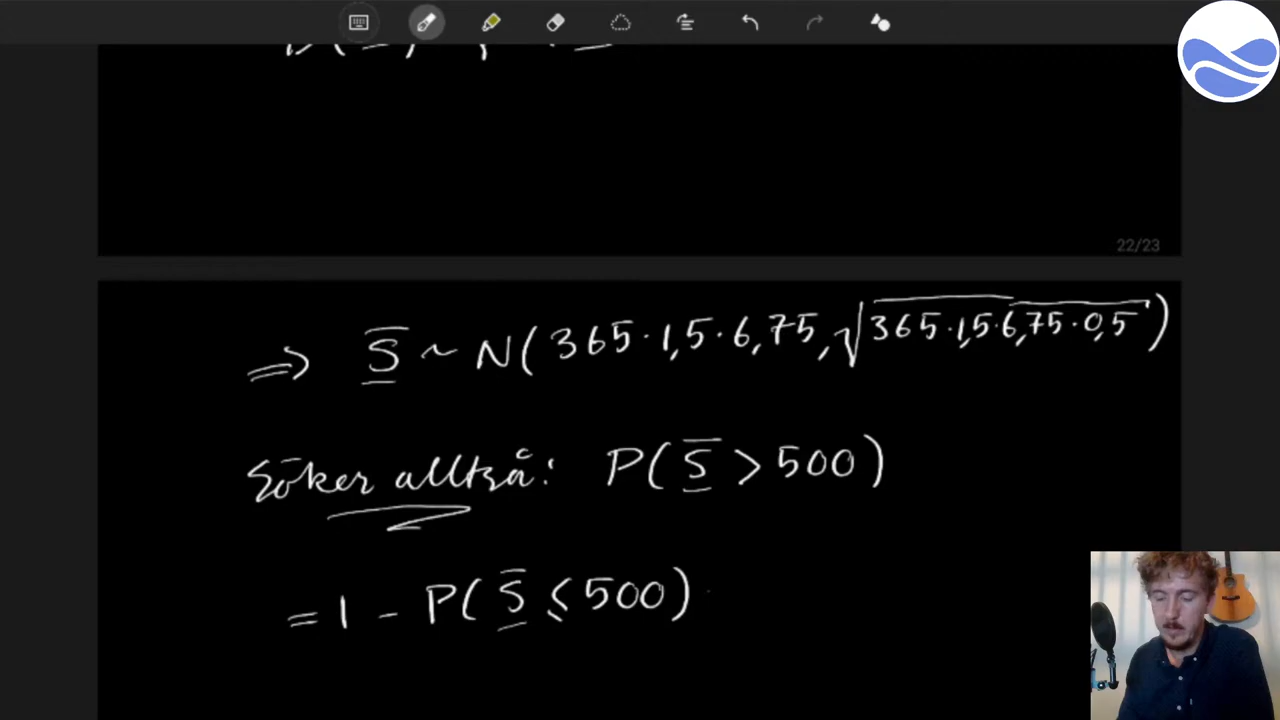 22/23
⇒ S ~ N(365·1,5·6,75, √365·1,5·6,75·0,5)
Söker alltså: P(S > 500)
= 1 - P(S ≤ 500)